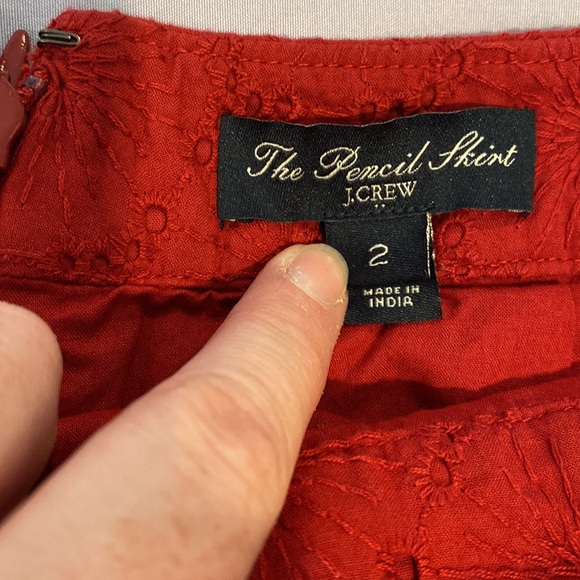 The Pencil Skirt
J.CREW
2
MADE IN
INDIA